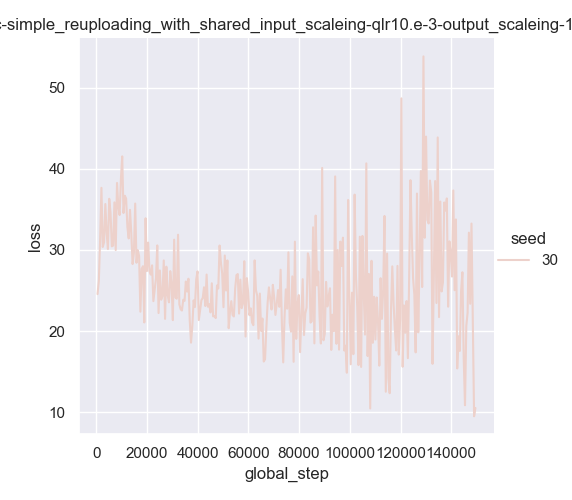 c-simple_reuploading_with_shared_input_scaleing-qlr10.e-3-output_scaleing-1
50
40
30
20
10
loss
seed
30
0 20000 40000 60000 80000 100000 120000 140000
global_step